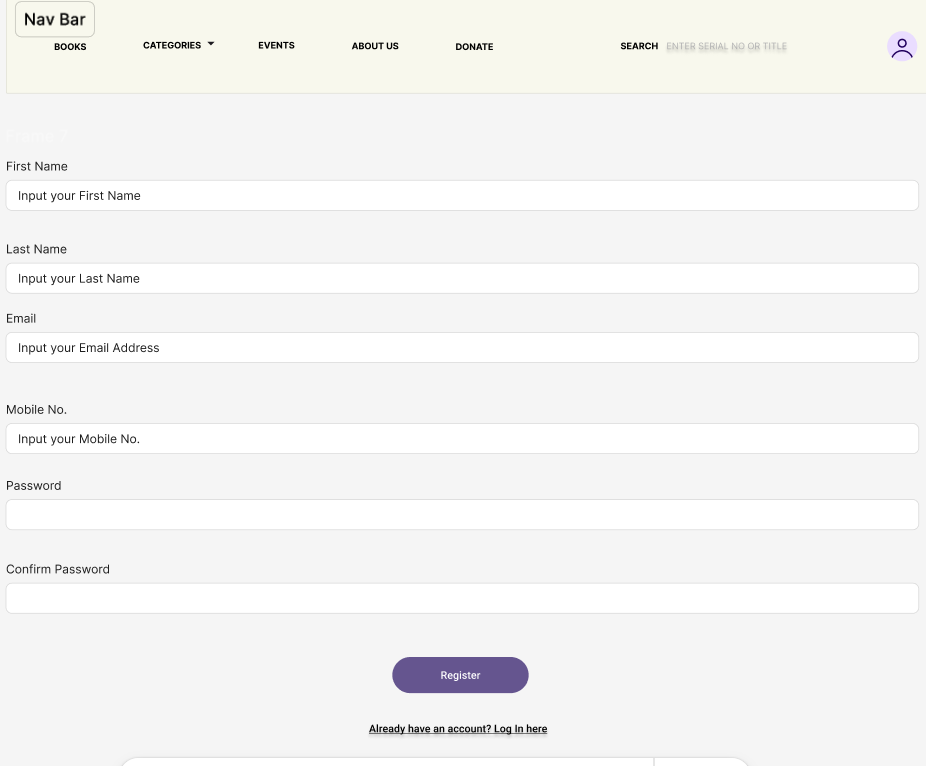 Nav Bar
BOOKS CATEGORIES EVENTS ABOUT US DONATE SEARCH ENTER SERIAL NO OR TITLE
First Name
Input your First Name
Last Name
Input your Last Name
Email
Input your Email Address
Mobile No.
Input your Mobile No.
Password
Confirm Password
Register
Already have an account? Log In here